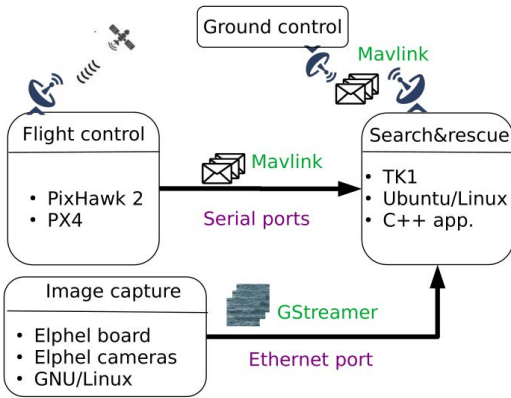 Ground control
Mavlink
Flight control
• PixHawk 2
• PX4
Mavlink
Serial ports
Search&rescue
• TK1
• Ubuntu/Linux
• C++ app.
Image capture
• Elphel board
• Elphel cameras
• GNU/Linux
GStreamer
Ethernet port